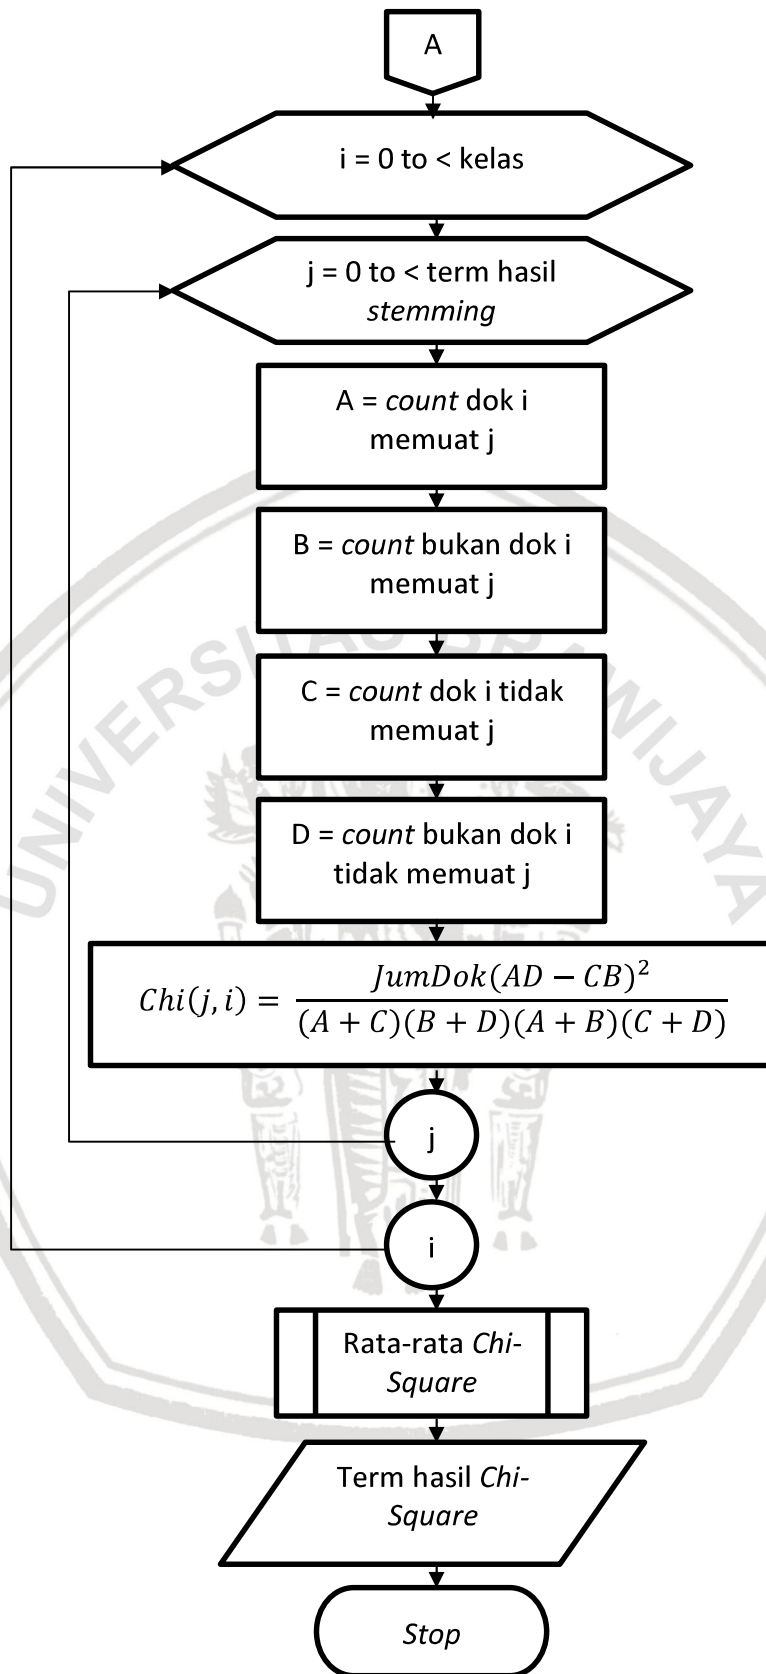 A
i = 0 to < kelas
j = 0 to < term hasil
stemming
A = count dok i
memuat j
B = count bukan dok i
memuat j
UNIVERSITAS BRAWIJAYA
C = count dok i tidak
memuat j
D = count bukan dok i
tidak memuat j
Chi(j, i) = JumDok(AD − CB)² / (A + C)(B + D)(A + B)(C + D)
j
i
Rata-rata Chi-
Square
Term hasil Chi-
Square
Stop